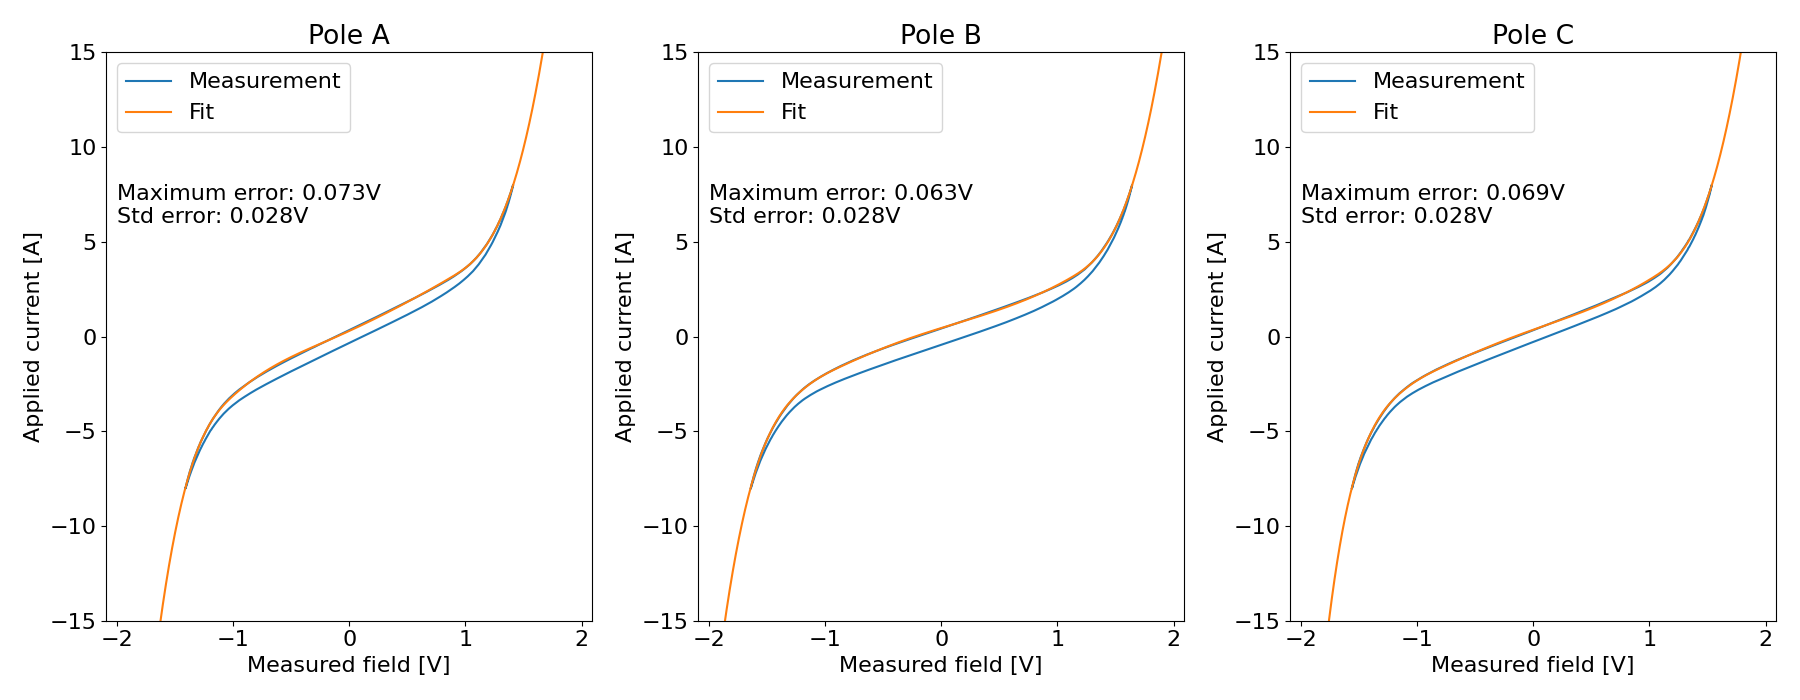 Pole A
Measurement
Fit
Maximum error: 0.073V
Std error: 0.028V
15
10
5
0
−5
−10
−15
Applied current [A]
−2
−1
0
1
2
Measured field [V]
Pole B
Measurement
Fit
Maximum error: 0.063V
Std error: 0.028V
15
10
5
0
−5
−10
−15
Applied current [A]
−2
−1
0
1
2
Measured field [V]
Pole C
Measurement
Fit
Maximum error: 0.069V
Std error: 0.028V
15
10
5
0
−5
−10
−15
Applied current [A]
−2
−1
0
1
2
Measured field [V]